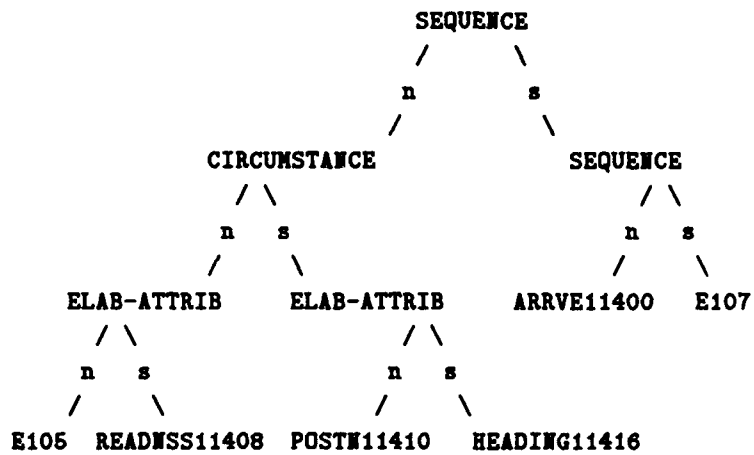 SEQUENCE
/ \
n s
/ \
CIRCUMSTANCE SEQUENCE
/ \ / \
n s n s
/ \ / \
ELAB-ATTRIB ELAB-ATTRIB ARRVE11400 E107
/ \ / \
n s n s
/ \ / \
E105 READNSS11408 POSTN11410 HEADING11416